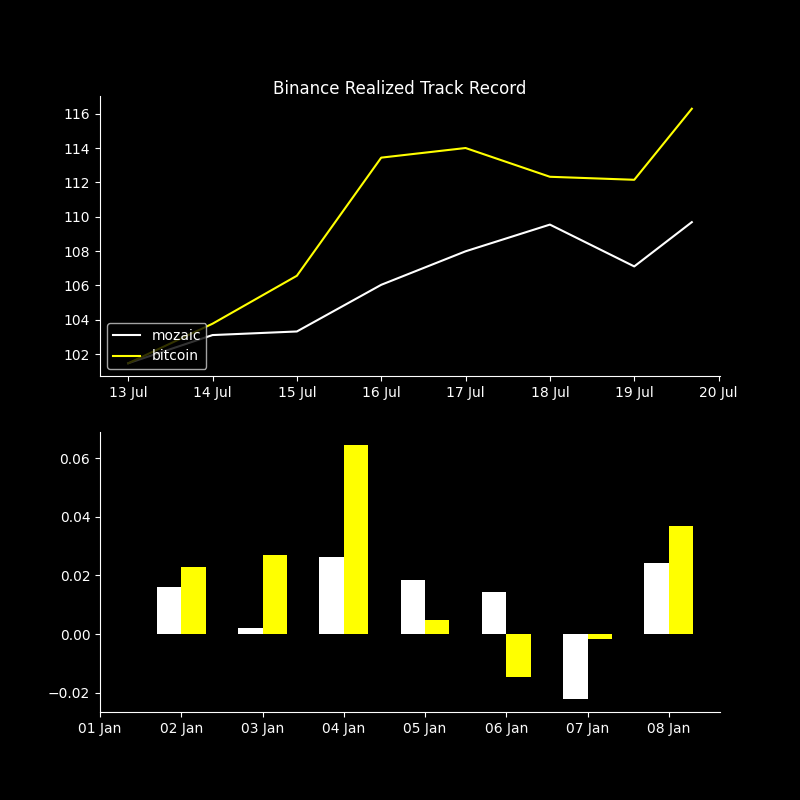 Binance Realized Track Record
116
114
112
110
108
106
104
102
mozaic
bitcoin
13 Jul 14 Jul 15 Jul 16 Jul 17 Jul 18 Jul 19 Jul 20 Jul
0.06
0.04
0.02
0.00
−0.02
01 Jan 02 Jan 03 Jan 04 Jan 05 Jan 06 Jan 07 Jan 08 Jan